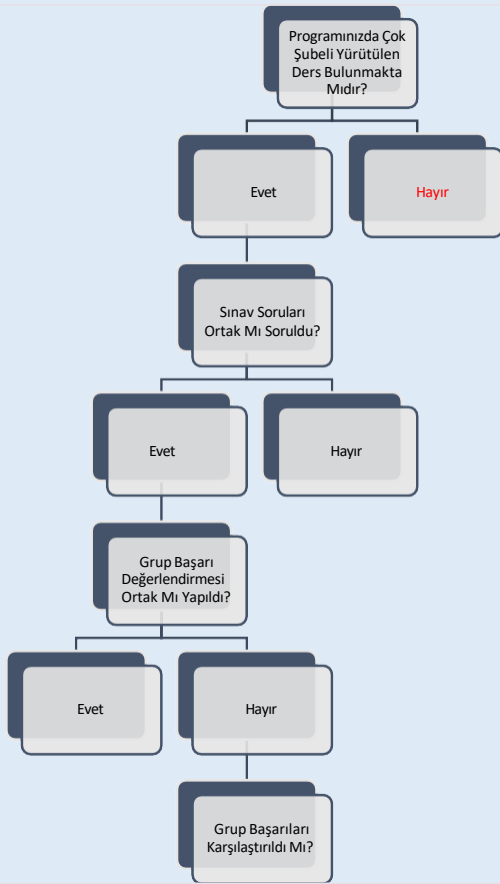 Programınızda Çok
Şubeli Yürütülen
Ders Bulunmakta
Mıdır?
Evet
Hayır
Sınav Soruları
Ortak Mı Soruldu?
Evet
Hayır
Grup Başarı
Değerlendirmesi
Ortak Mı Yapıldı?
Evet
Hayır
Grup Başarıları
Karşılaştırıldı Mı?